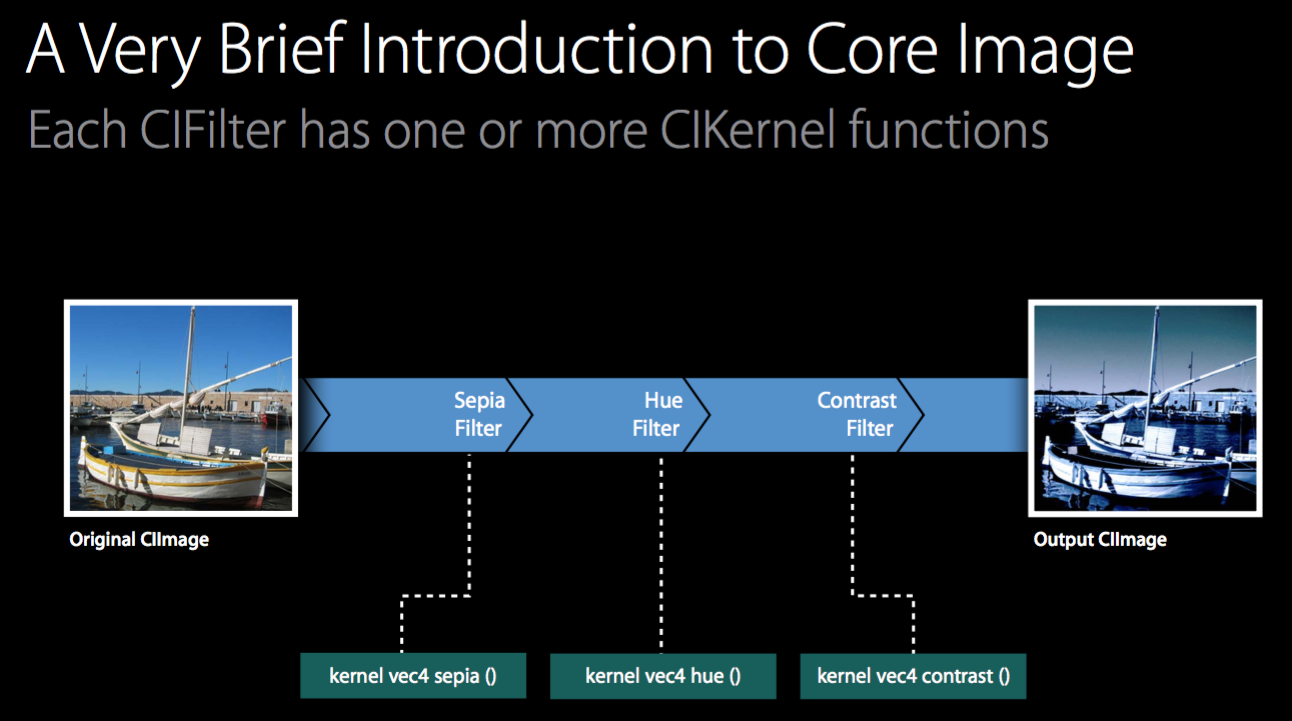 A Very Brief Introduction to Core Image
Each CIFilter has one or more CIKernel functions
Sepia
Filter
Hue
Filter
Contrast
Filter
Original CIImage
Output CIImage
kernel vec4 sepia ()
kernel vec4 hue ()
kernel vec4 contrast ()